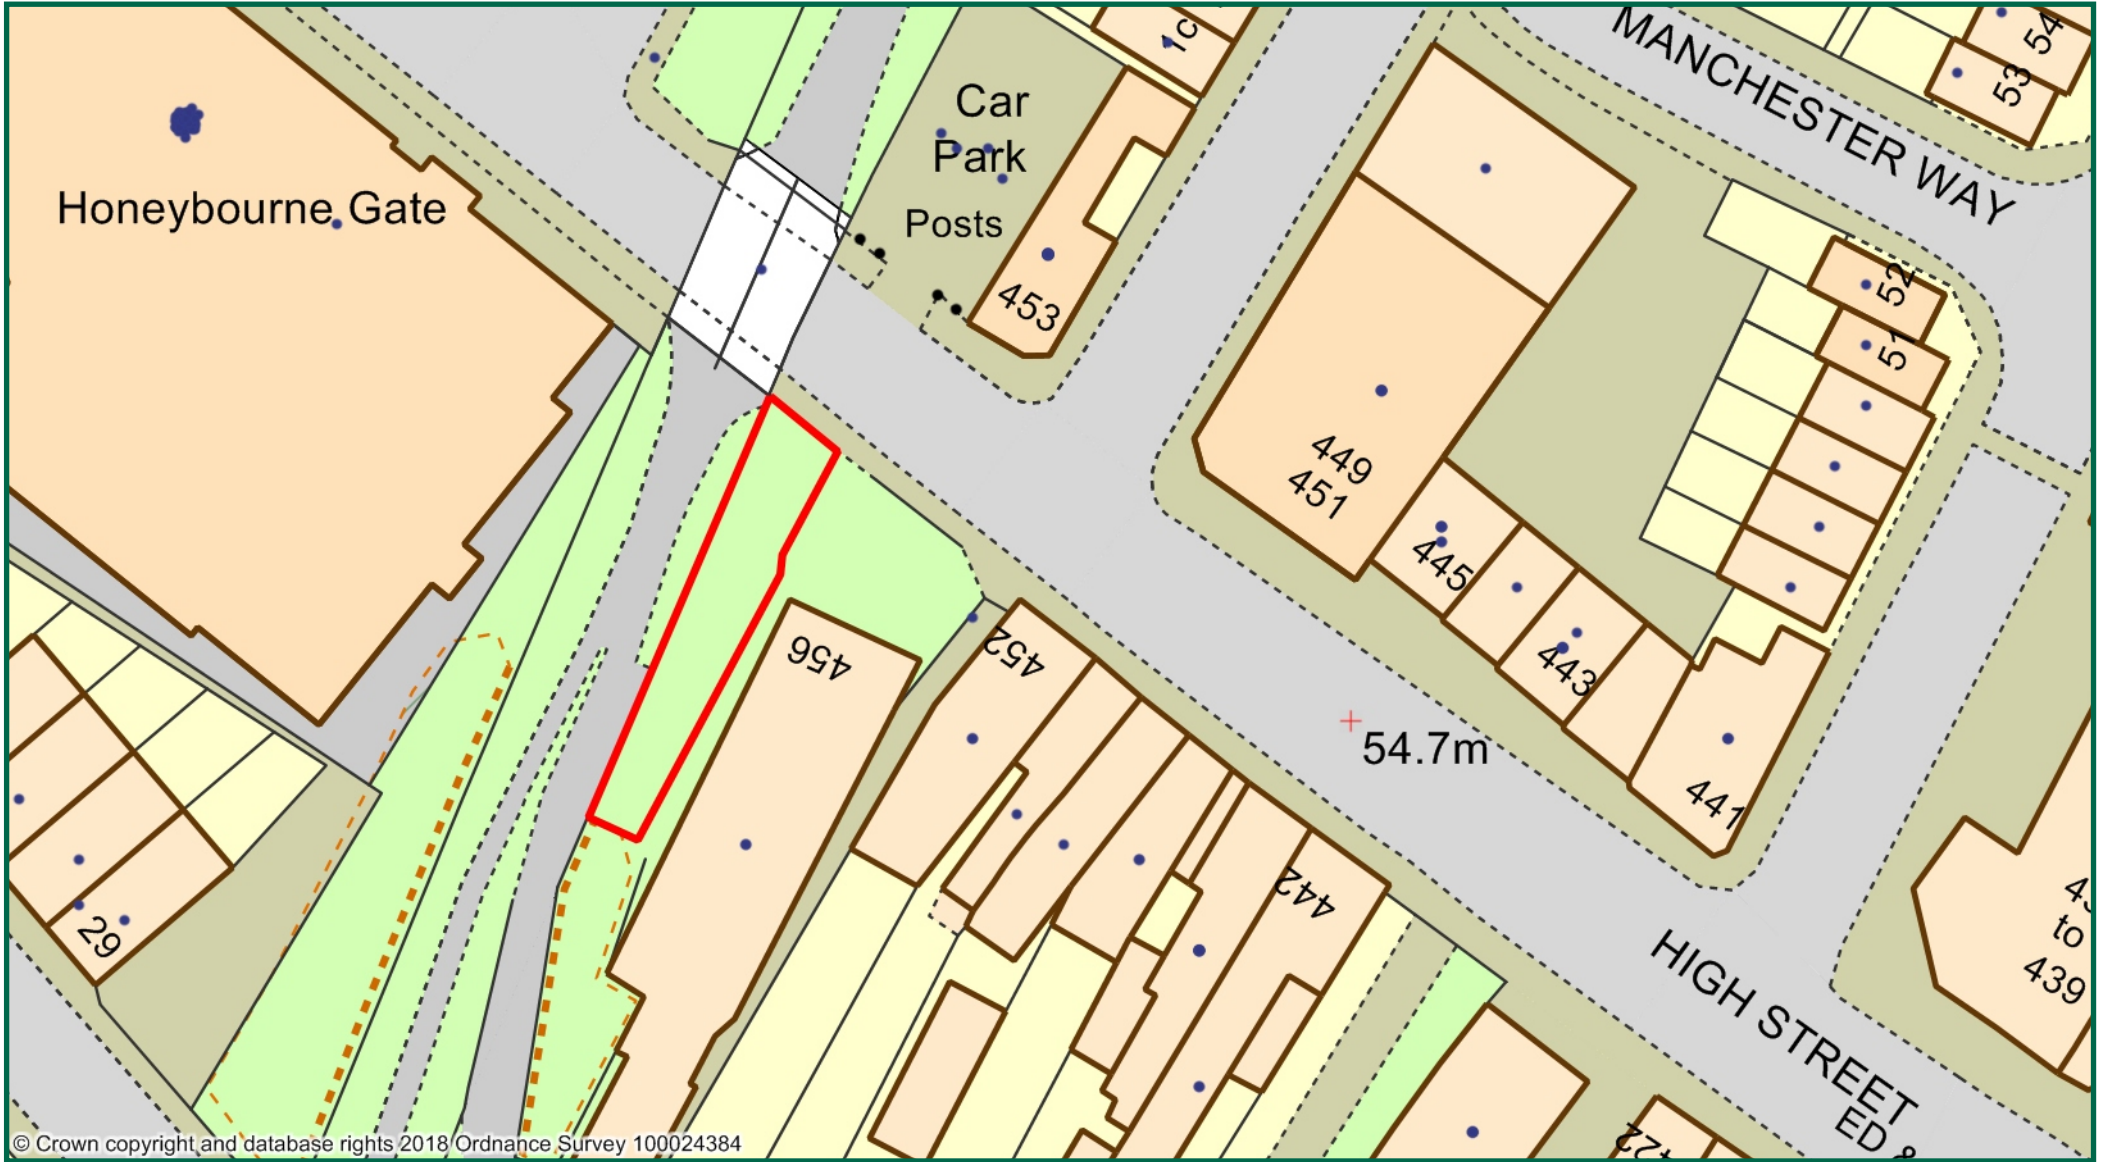 MANCHESTER WAY
1c
54
53
Car
Park
Posts
Honeybourne Gate
453
52
51
449
451
445
443
441
456
452
442
54.7m
29
to
439
HIGH STREET
ED &
© Crown copyright and database rights 2018 Ordnance Survey 100024384